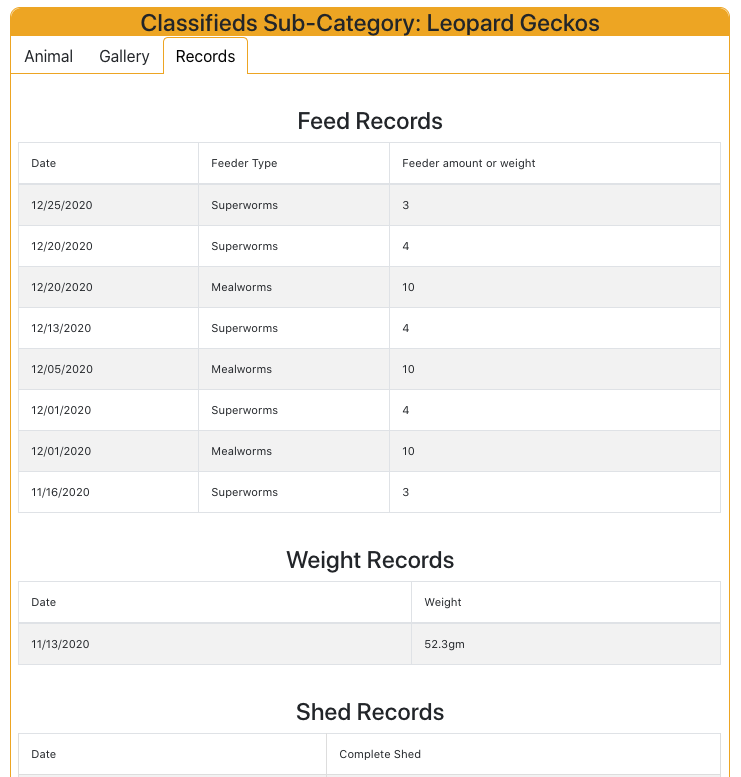 Classifieds Sub-Category: Leopard Geckos
Animal Gallery Records
Feed Records
Date Feeder Type Feeder amount or weight
12/25/2020 Superworms 3
12/20/2020 Superworms 4
12/20/2020 Mealworms 10
12/13/2020 Superworms 4
12/05/2020 Mealworms 10
12/01/2020 Superworms 4
12/01/2020 Mealworms 10
11/16/2020 Superworms 3
Weight Records
Date Weight
11/13/2020 52.3gm
Shed Records
Date Complete Shed